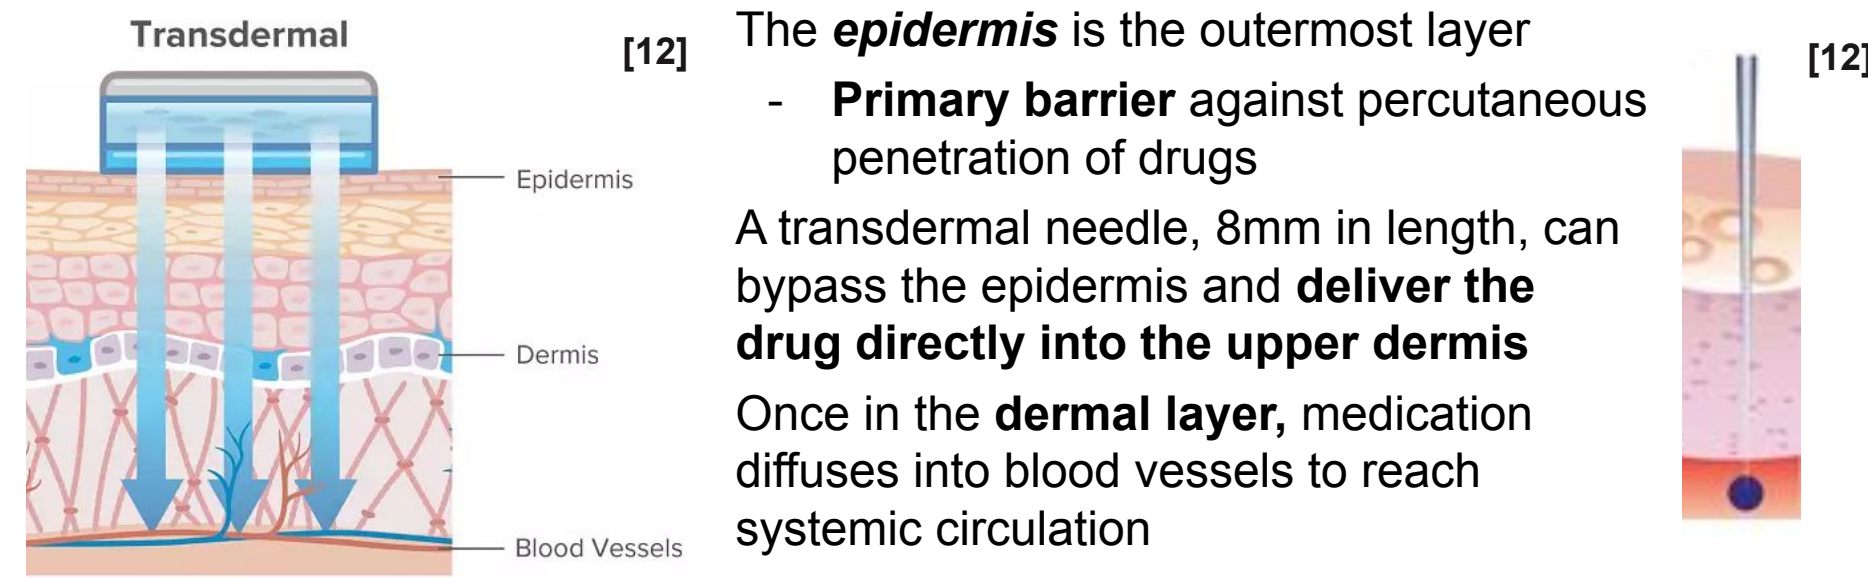 Transdermal
[12]
Epidermis
Dermis
Blood Vessels
The epidermis is the outermost layer
- Primary barrier against percutaneous
penetration of drugs
A transdermal needle, 8mm in length, can
bypass the epidermis and deliver the
drug directly into the upper dermis
Once in the dermal layer, medication
diffuses into blood vessels to reach
systemic circulation
[12]